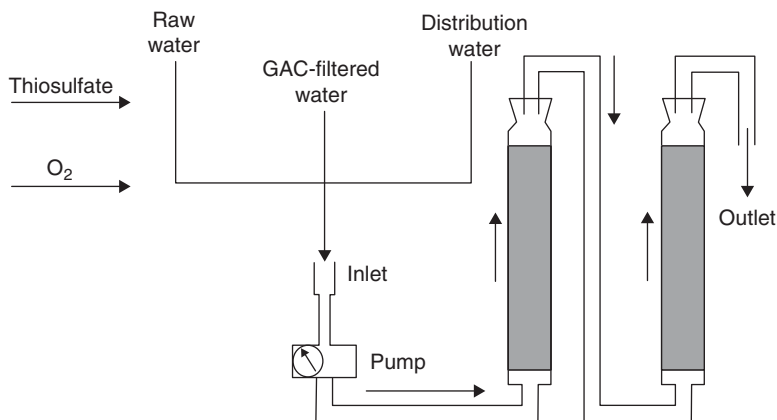 Raw
water
GAC-filtered
water
Distribution
water
Thiosulfate
O₂
Inlet
Pump
Outlet